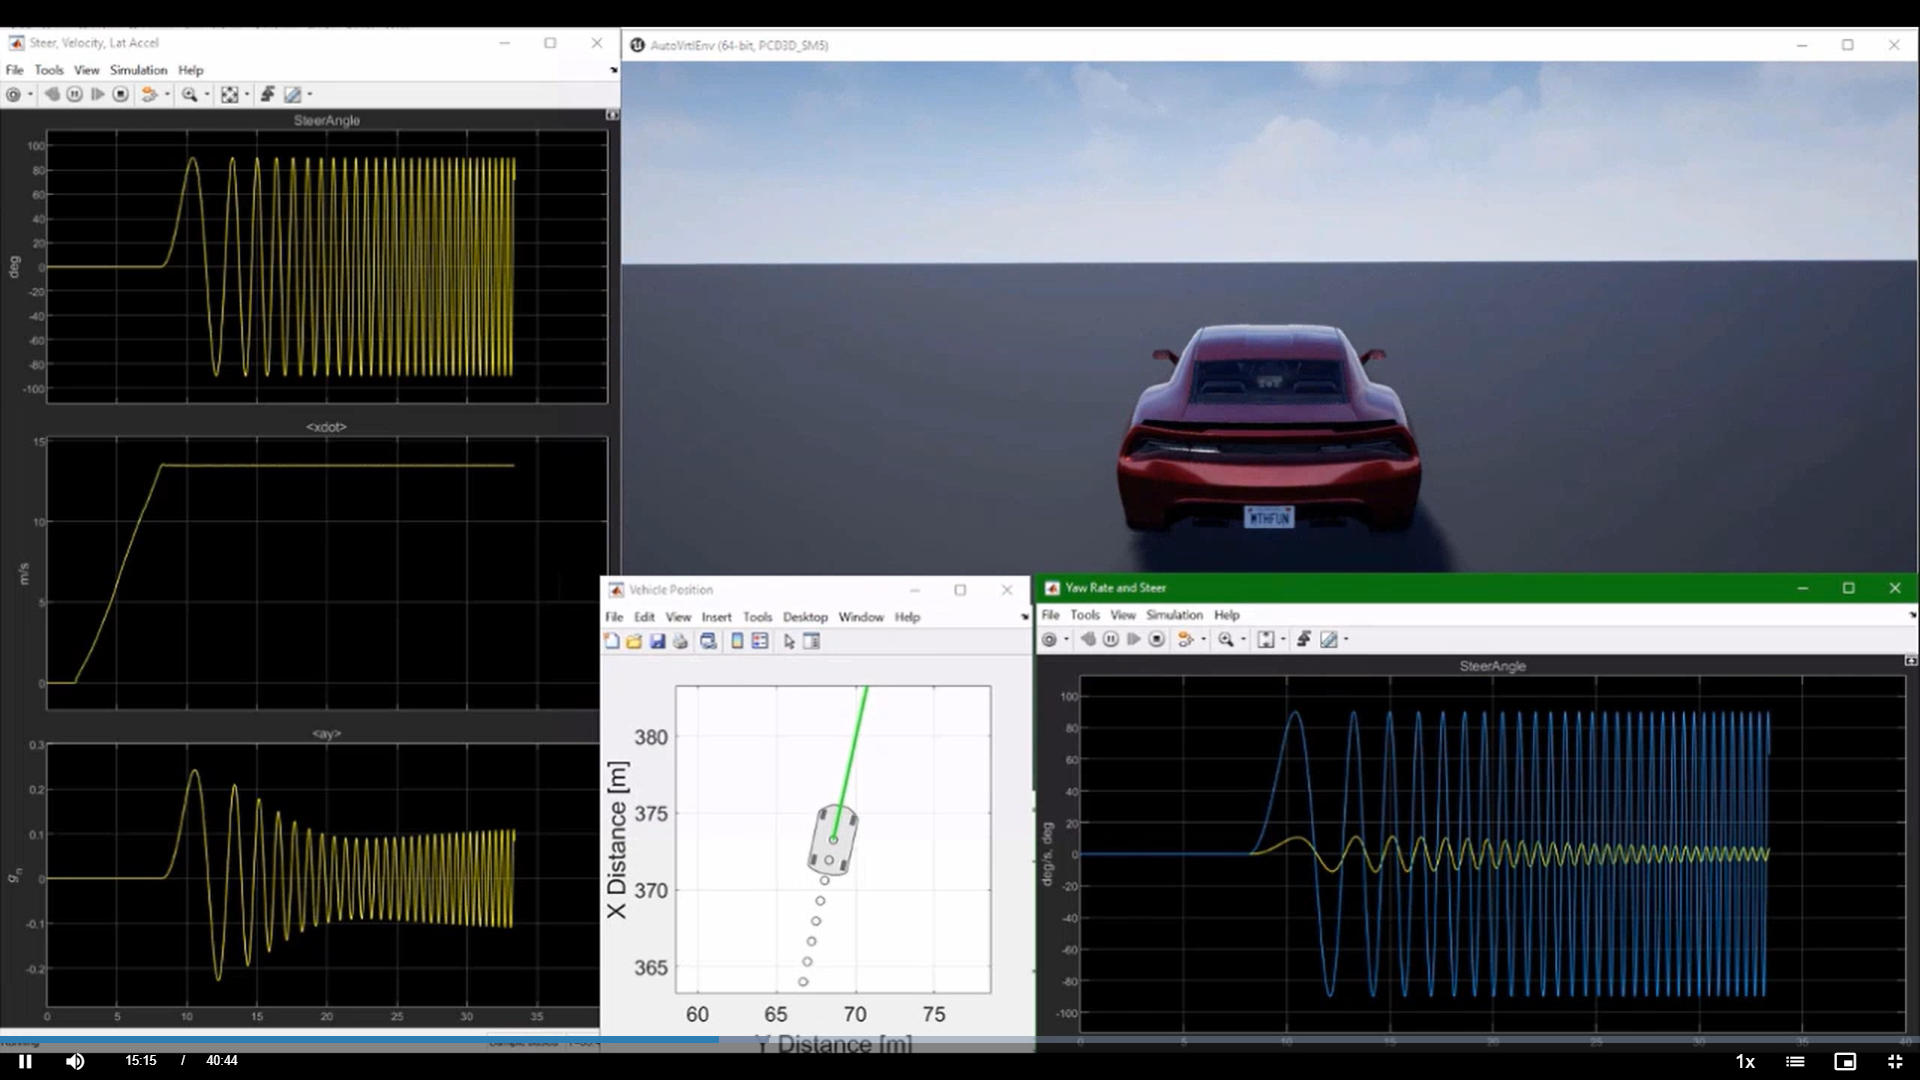 Steer, Velocity, Lat Accel
File Tools View Simulation Help
SteerAngle
100
80
60
40
20
0
-20
-40
-60
-80
-100
deg
<xdot>
15
10
5
0
m/s
<ay>
0.3
0.2
0.1
0
-0.1
-0.2
g_n
0 5 10 15 20 25 30 35
AutoVrtlEnv (64-bit, PCD3D_SM5)
MTHFUN
Vehicle Position
File Edit View Insert Tools Desktop Window Help
380
375
370
365
X Distance [m]
60 65 70 75
Y Distance [m]
Yaw Rate and Steer
File Tools View Simulation Help
SteerAngle
100
80
60
40
20
0
-20
-40
-60
-80
-100
deg/s, deg
0 5 10 15 20 25 30 35 40
15:15 / 40:44
1x